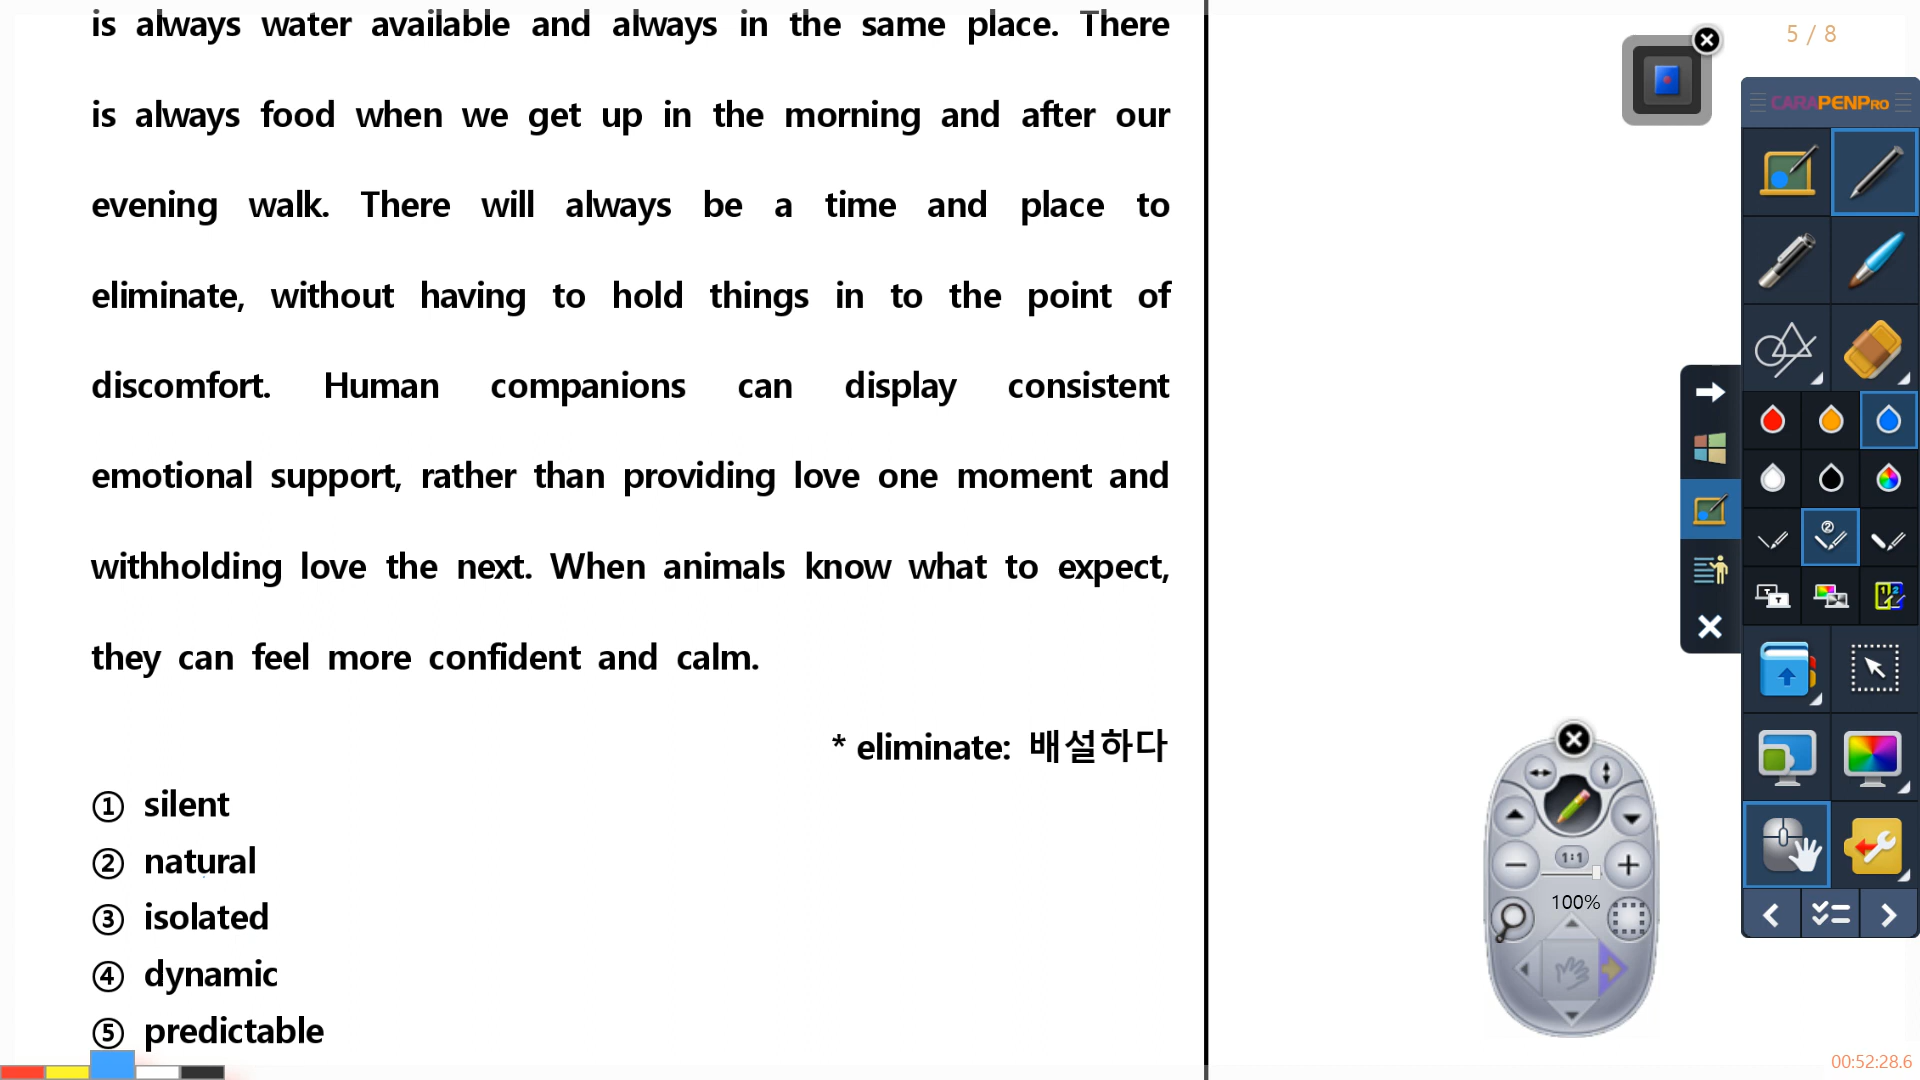 is always water available and always in the same place. There
is always food when we get up in the morning and after our
evening walk. There will always be a time and place to
eliminate, without having to hold things in to the point of
discomfort. Human companions can display consistent
emotional support, rather than providing love one moment and
withholding love the next. When animals know what to expect,
they can feel more confident and calm.
* eliminate: 배설하다
① silent
② natural
③ isolated
④ dynamic
⑤ predictable
5 / 8
CARAPENPRO
②
1:1
100%
00:52:28.6